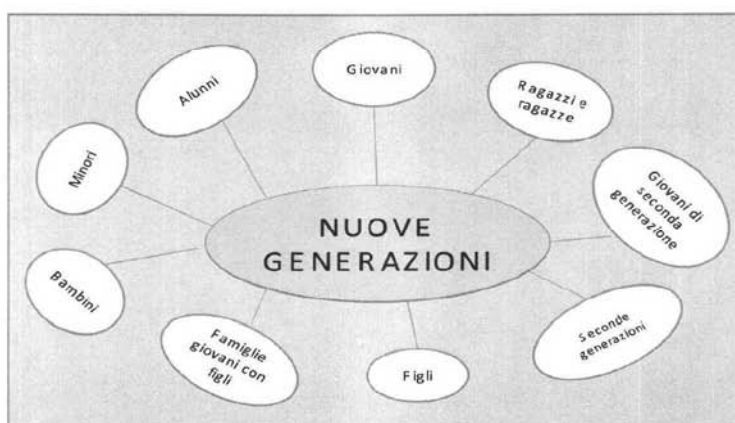 Giovani
Alunni
Ragazzi e
ragazze
Minori
Giovani di
seconda
generazione
NUOVE
GENERAZIONI
Bambini
Seconde
generazioni
Famiglie
giovani con
figli
Figli